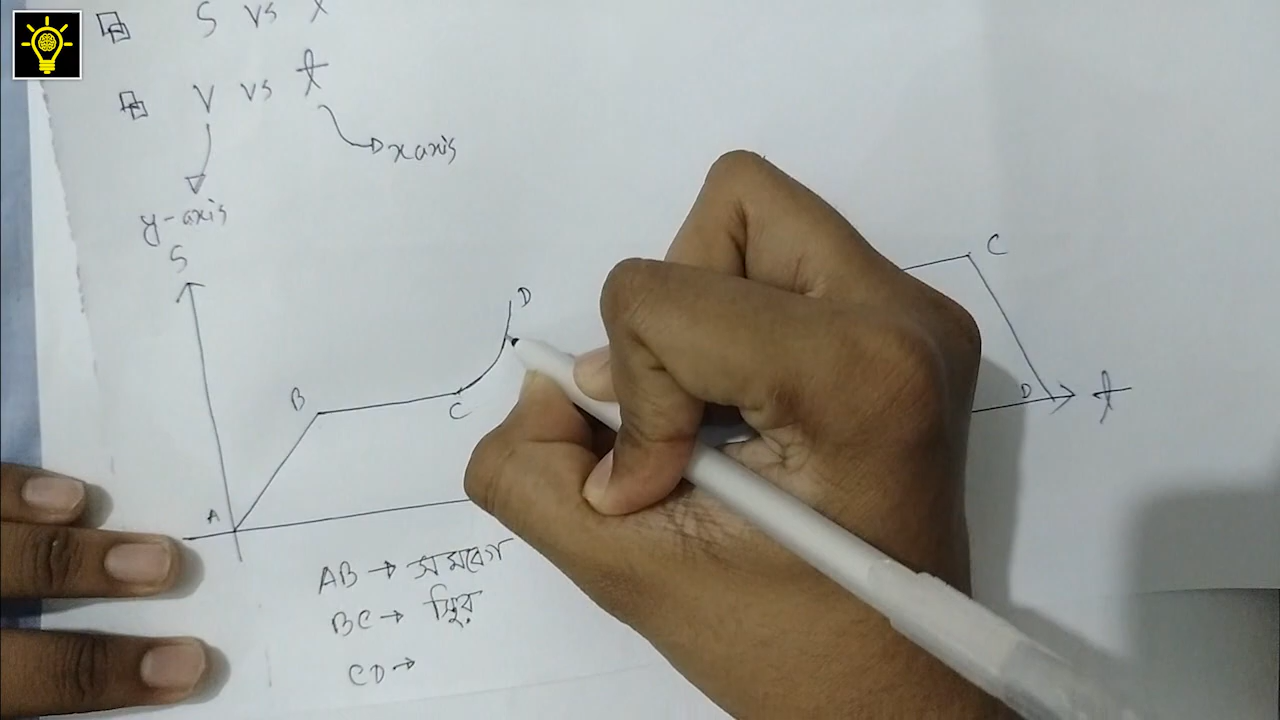 S vs t
V vs t
x axis
y-axis
S
D
B
C
A
C
D
t
AB → সমবেগ
BC → স্থির
CD →